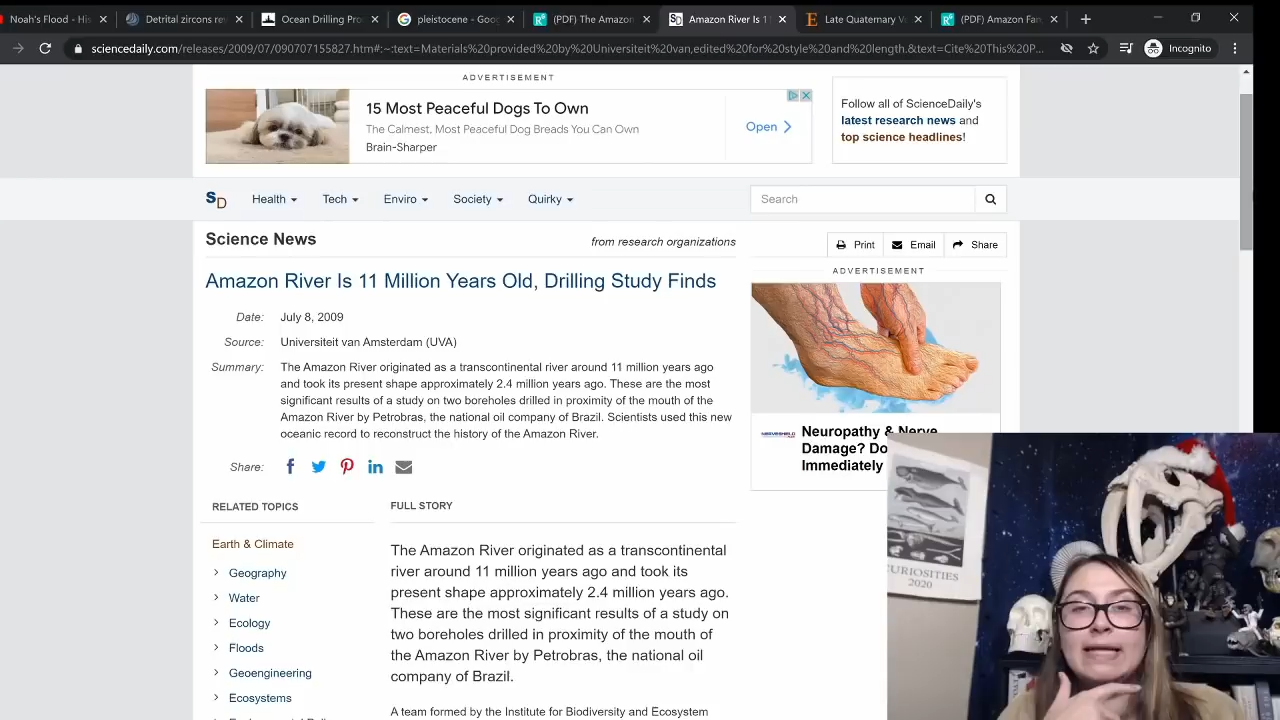 Noah's Flood - His
Detrital zircons re
Ocean Drilling Pro
pleistocene - Goo
(PDF) The Amazon
Amazon River Is 1
Late Quaternary Va
(PDF) Amazon Fan
sciencedaily.com/releases/2009/07/090707155827.htm#:~:text=Materials%20provided%20by%20Universiteit%20van,edited%20for%20style%20and%20length.&text=Cite%20This%20P...
Incognito
ADVERTISEMENT
15 Most Peaceful Dogs To Own
The Calmest, Most Peaceful Dog Breads You Can Own
Brain-Sharper
Open
Follow all of ScienceDaily's
latest research news and
top science headlines!
SD
Health
Tech
Enviro
Society
Quirky
Search
Science News
from research organizations
Print
Email
Share
Amazon River Is 11 Million Years Old, Drilling Study Finds
Date: July 8, 2009
Source: Universiteit van Amsterdam (UVA)
Summary: The Amazon River originated as a transcontinental river around 11 million years ago
and took its present shape approximately 2.4 million years ago. These are the most
significant results of a study on two boreholes drilled in proximity of the mouth of the
Amazon River by Petrobras, the national oil company of Brazil. Scientists used this new
oceanic record to reconstruct the history of the Amazon River.
Share:
ADVERTISEMENT
Neuropathy & Nerve
Damage? Do
Immediately
RELATED TOPICS
Earth & Climate
Geography
Water
Ecology
Floods
Geoengineering
Ecosystems
FULL STORY
The Amazon River originated as a transcontinental
river around 11 million years ago and took its
present shape approximately 2.4 million years ago.
These are the most significant results of a study on
two boreholes drilled in proximity of the mouth of
the Amazon River by Petrobras, the national oil
company of Brazil.
A team formed by the Institute for Biodiversity and Ecosystem
CURIOSITIES
2020